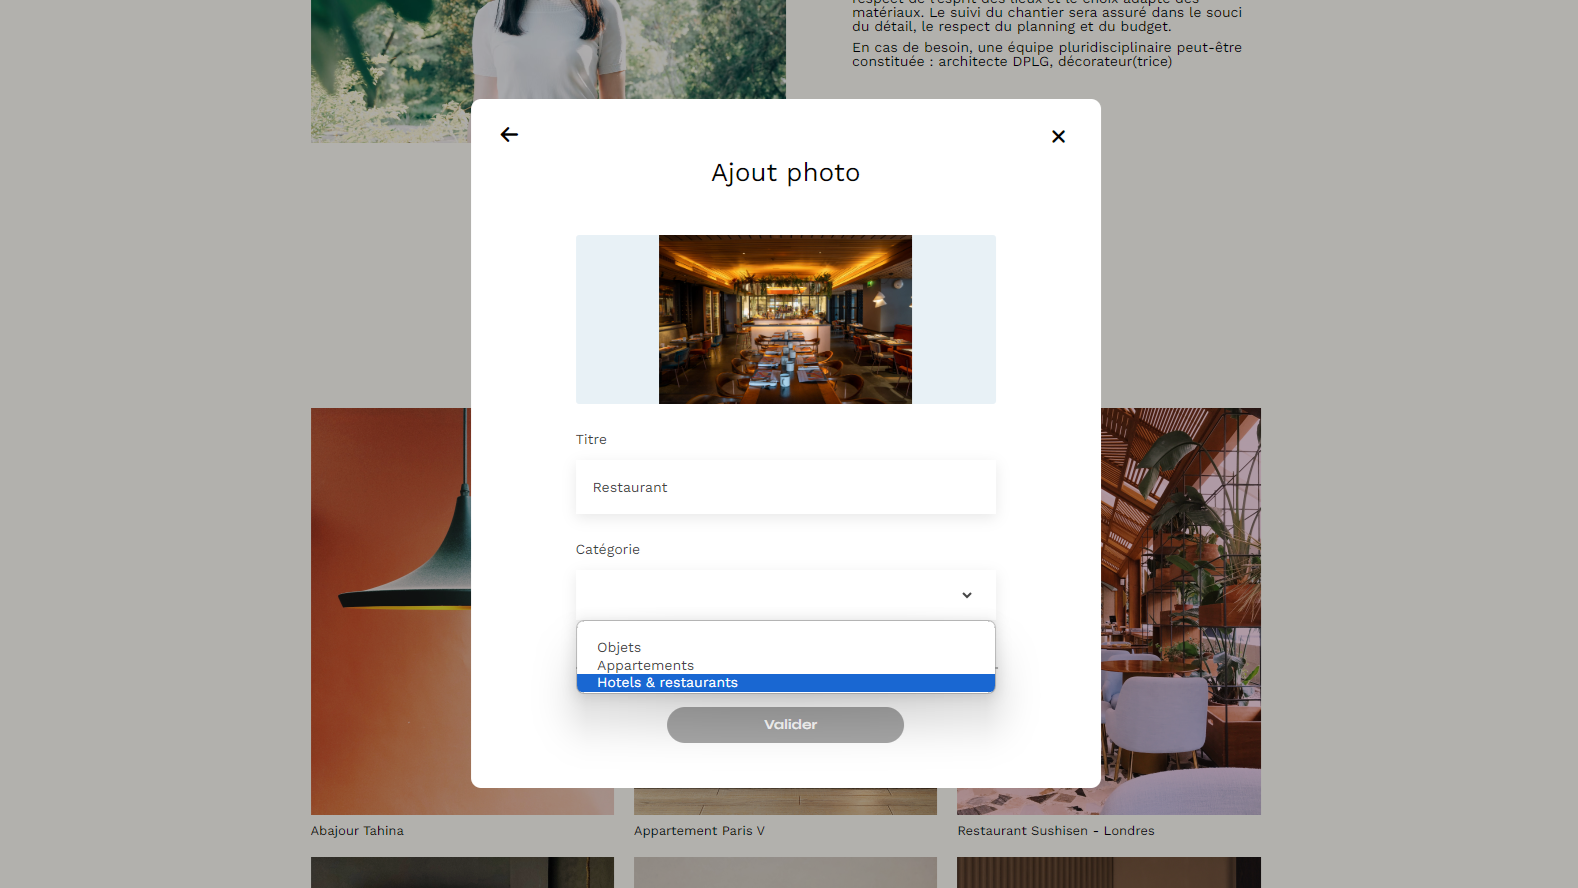 matériaux. Le suivi du chantier sera assuré dans le souci
du détail, le respect du planning et du budget.
En cas de besoin, une équipe pluridisciplinaire peut-être
constituée : architecte DPLG, décorateur(trice)
Ajout photo
Titre
Restaurant
Catégorie
Objets
Appartements
Hotels & restaurants
Valider
Abajour Tahina
Appartement Paris V
Restaurant Sushisen - Londres